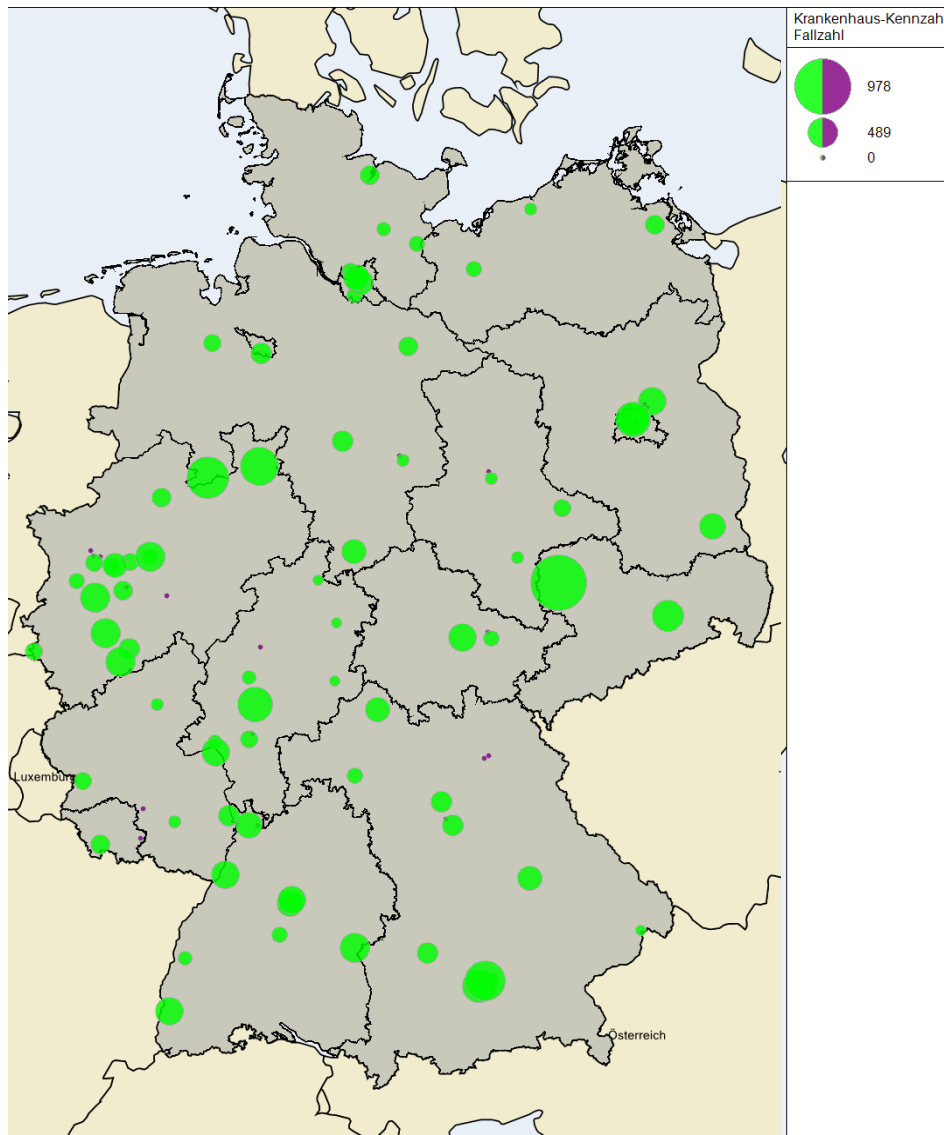 Krankenhaus-Kennzah
Fallzahl
978
489
0
Luxemburg
Österreich